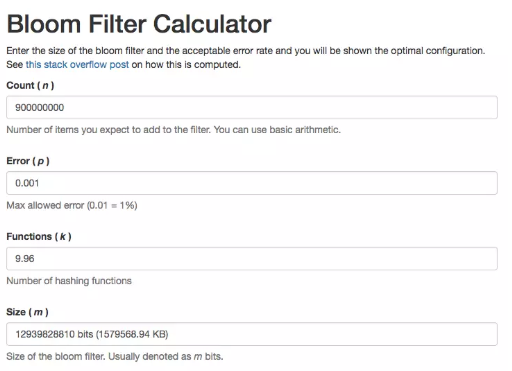 Bloom Filter Calculator
Enter the size of the bloom filter and the acceptable error rate and you will be shown the optimal configuration.
See this stack overflow post on how this is computed.
Count ( n )
900000000
Number of items you expect to add to the filter. You can use basic arithmetic.
Error ( p )
0.001
Max allowed error (0.01 = 1%)
Functions ( k )
9.96
Number of hashing functions
Size ( m )
12939828810 bits (1579568.94 KB)
Size of the bloom filter. Usually denoted as m bits.